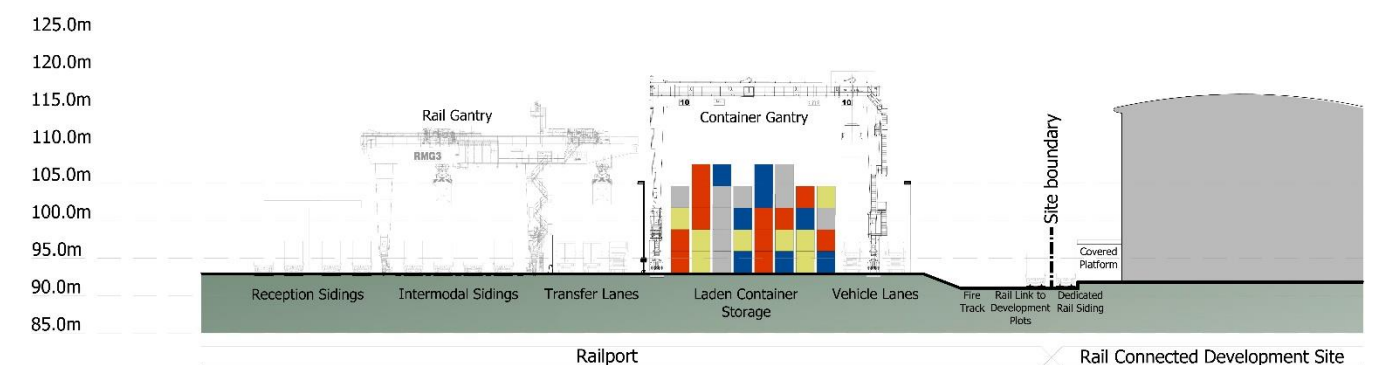 125.0m
120.0m
115.0m
110.0m
105.0m
100.0m
95.0m
90.0m
85.0m
Rail Gantry
RMG3
10
10
Container Gantry
Site boundary
Covered
Platform
Reception Sidings
Intermodal Sidings
Transfer Lanes
Laden Container
Storage
Vehicle Lanes
Fire
Track
Rail Link to
Development
Plots
Dedicated
Rail Siding
Railport
Rail Connected Development Site